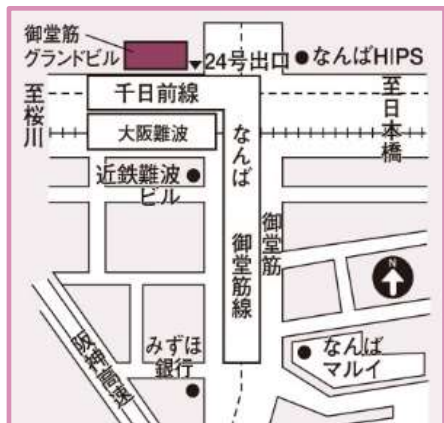 御堂筋
グランドビル
24号出口
なんばHIPS
至桜川
千日前線
至日本橋
大阪難波
なんば
御堂筋線
御堂筋
近鉄難波
ビル
N
阪神高速
みずほ
銀行
なんば
マルイ